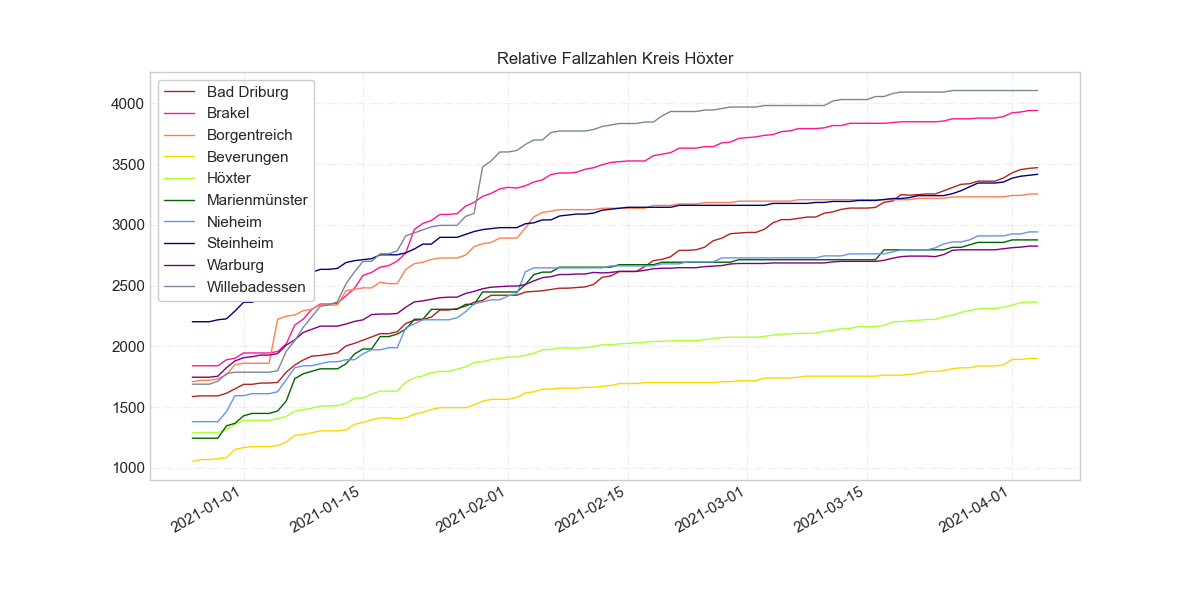 Relative Fallzahlen Kreis Höxter
Bad Driburg
Brakel
Borgentreich
Beverungen
Höxter
Marienmünster
Nieheim
Steinheim
Warburg
Willebadessen
4000
3500
3000
2500
2000
1500
1000
2021-01-01
2021-01-15
2021-02-01
2021-02-15
2021-03-01
2021-03-15
2021-04-01